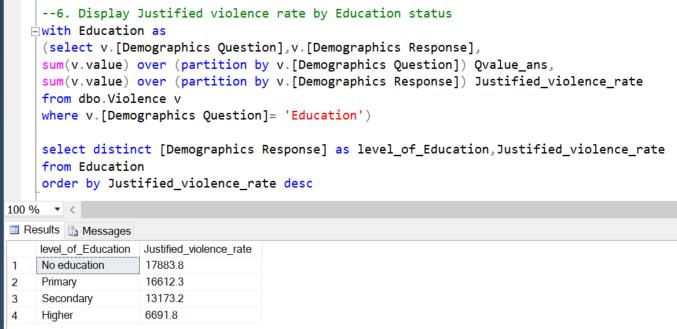 --6. Display Justified violence rate by Education status
with Education as
(select v.[Demographics Question],v.[Demographics Response],
sum(v.value) over (partition by v.[Demographics Question]) Qvalue_ans,
sum(v.value) over (partition by v.[Demographics Response]) Justified_violence_rate
from dbo.Violence v
where v.[Demographics Question]= 'Education')
select distinct [Demographics Response] as level_of_Education,Justified_violence_rate
from Education
order by Justified_violence_rate desc
100 %
Results Messages
level_of_Education Justified_violence_rate
1 No education 17883.8
2 Primary 16612.3
3 Secondary 13173.2
4 Higher 6691.8